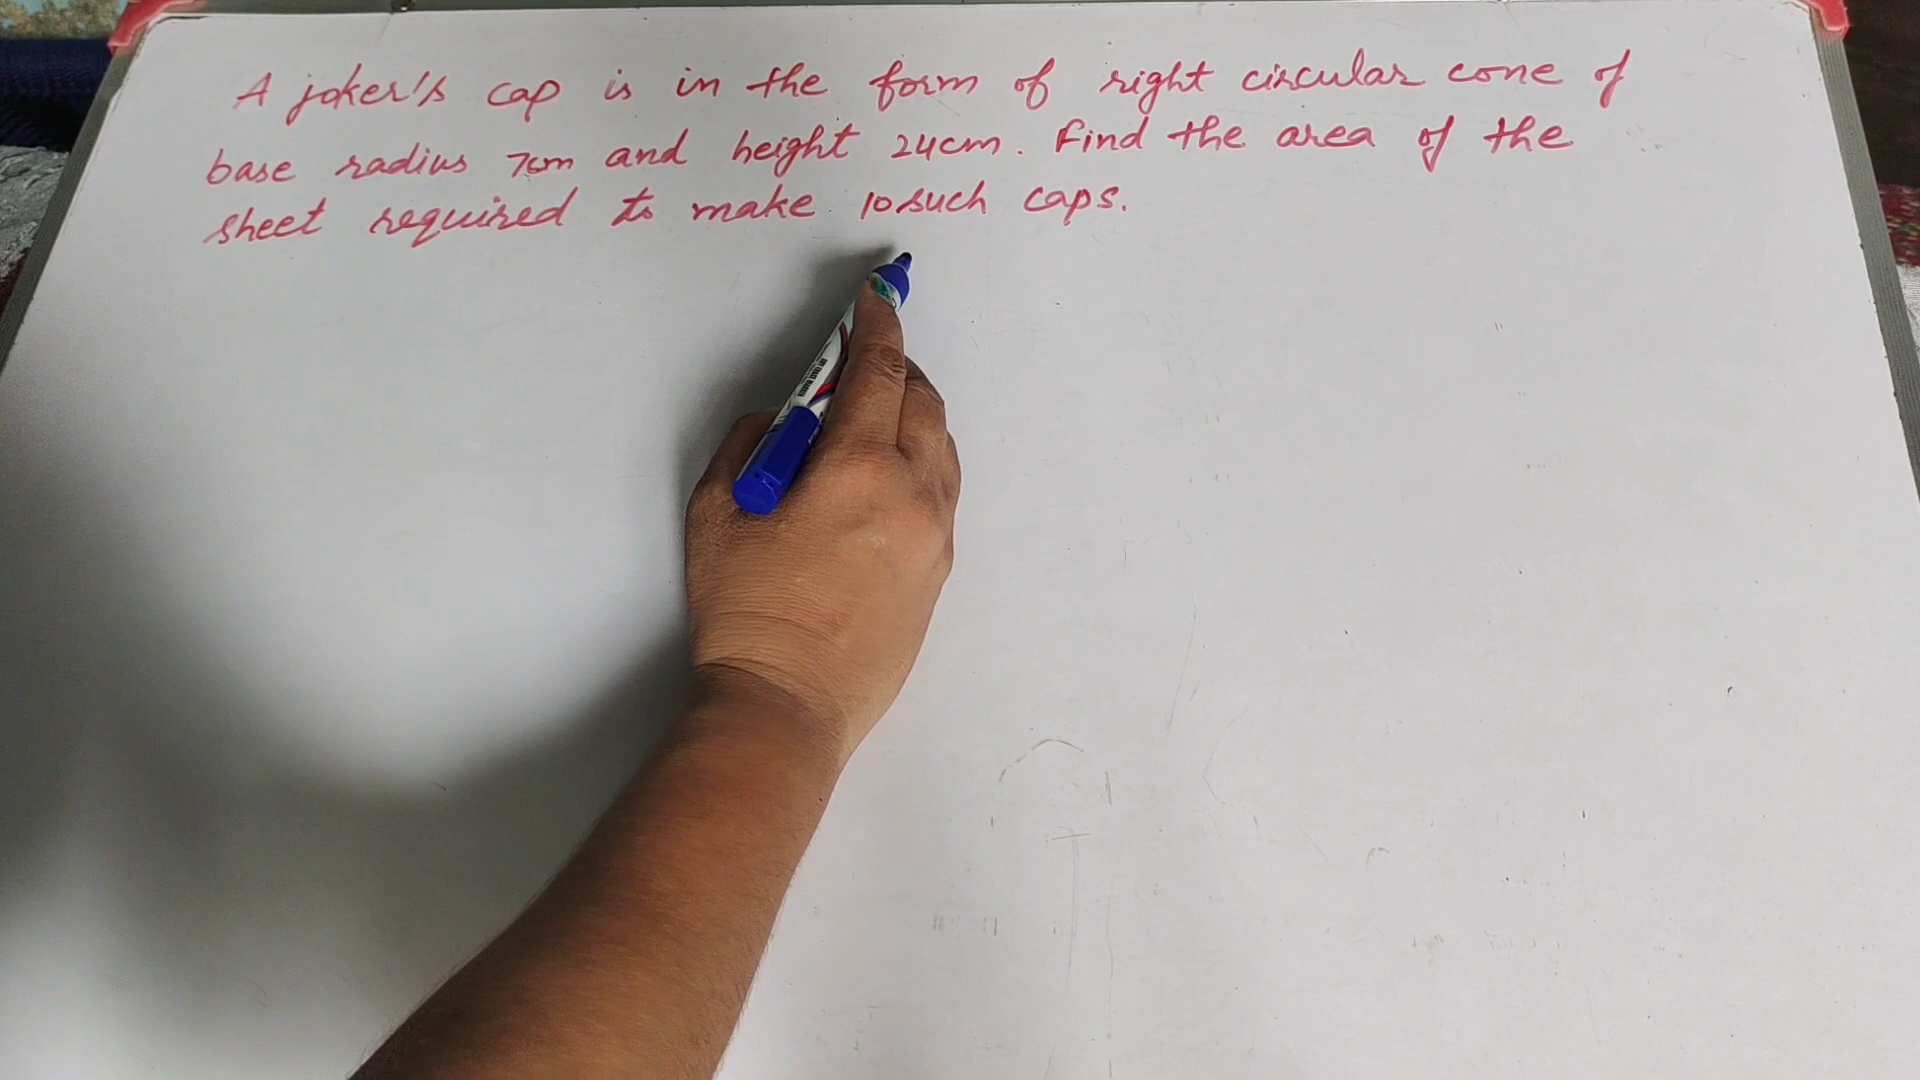 A joker's cap is in the form of right circular cone of
base radius 7cm and height 24cm. Find the area of the
sheet required to make 10 such caps.